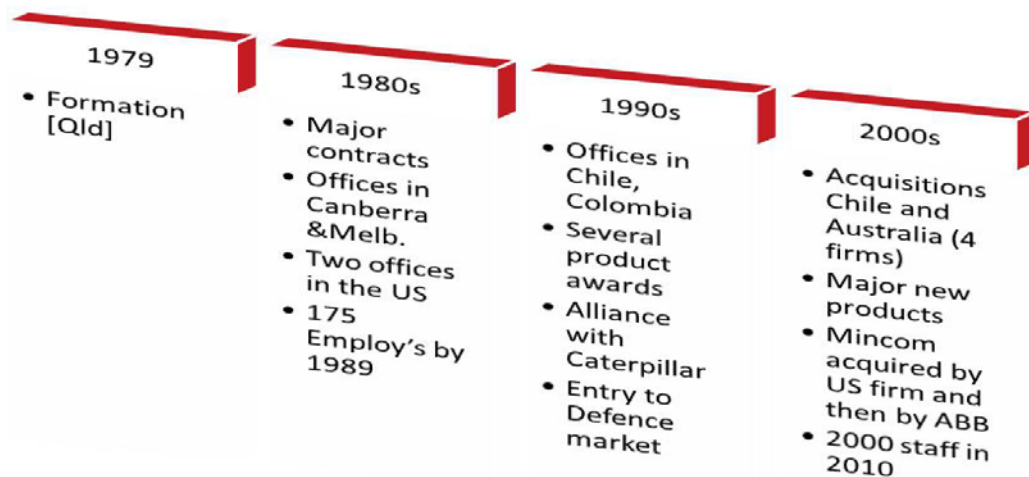 1979
• Formation
[Qld]
1980s
• Major
contracts
• Offices in
Canberra
&Melb.
• Two offices
in the US
• 175
Employ's by
1989
1990s
• Offices in
Chile,
Colombia
• Several
product
awards
• Alliance
with
Caterpillar
• Entry to
Defence
market
2000s
• Acquisitions
Chile and
Australia (4
firms)
• Major new
products
• Mincom
acquired by
US firm and
then by ABB
• 2000 staff in
2010